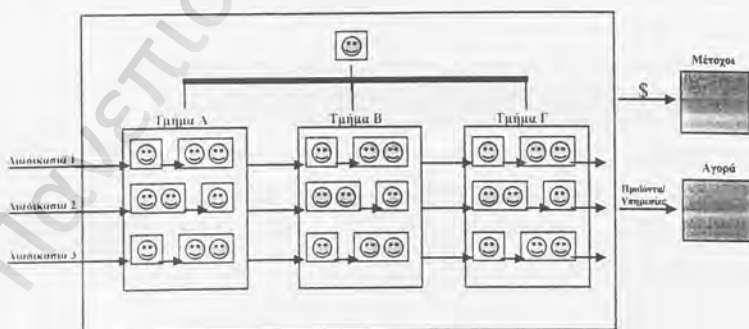 Μέτοχοι
$
Τμήμα Α
Τμήμα Β
Τμήμα Γ
Διαδικασία 1
Αγορά
Διαδικασία 2
Προϊόντα/
Υπηρεσίες
Διαδικασία 3